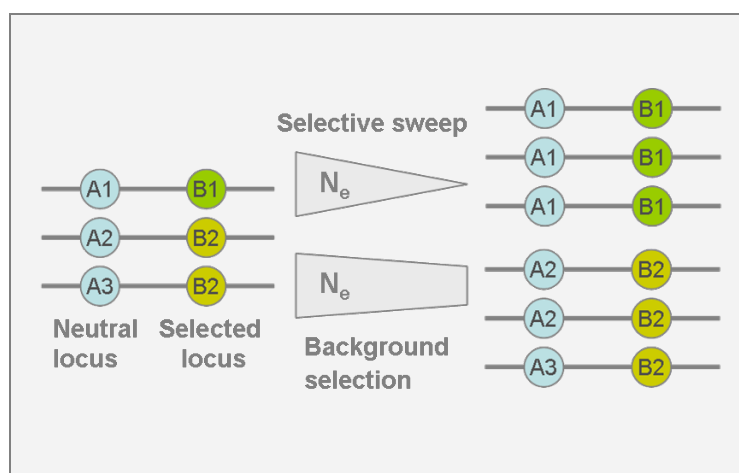 A1 B1
A2 B2
A3 B2
Neutral locus
Selected locus
Selective sweep
Ne
Ne
Background
selection
A1 B1
A1 B1
A1 B1
A2 B2
A2 B2
A3 B2